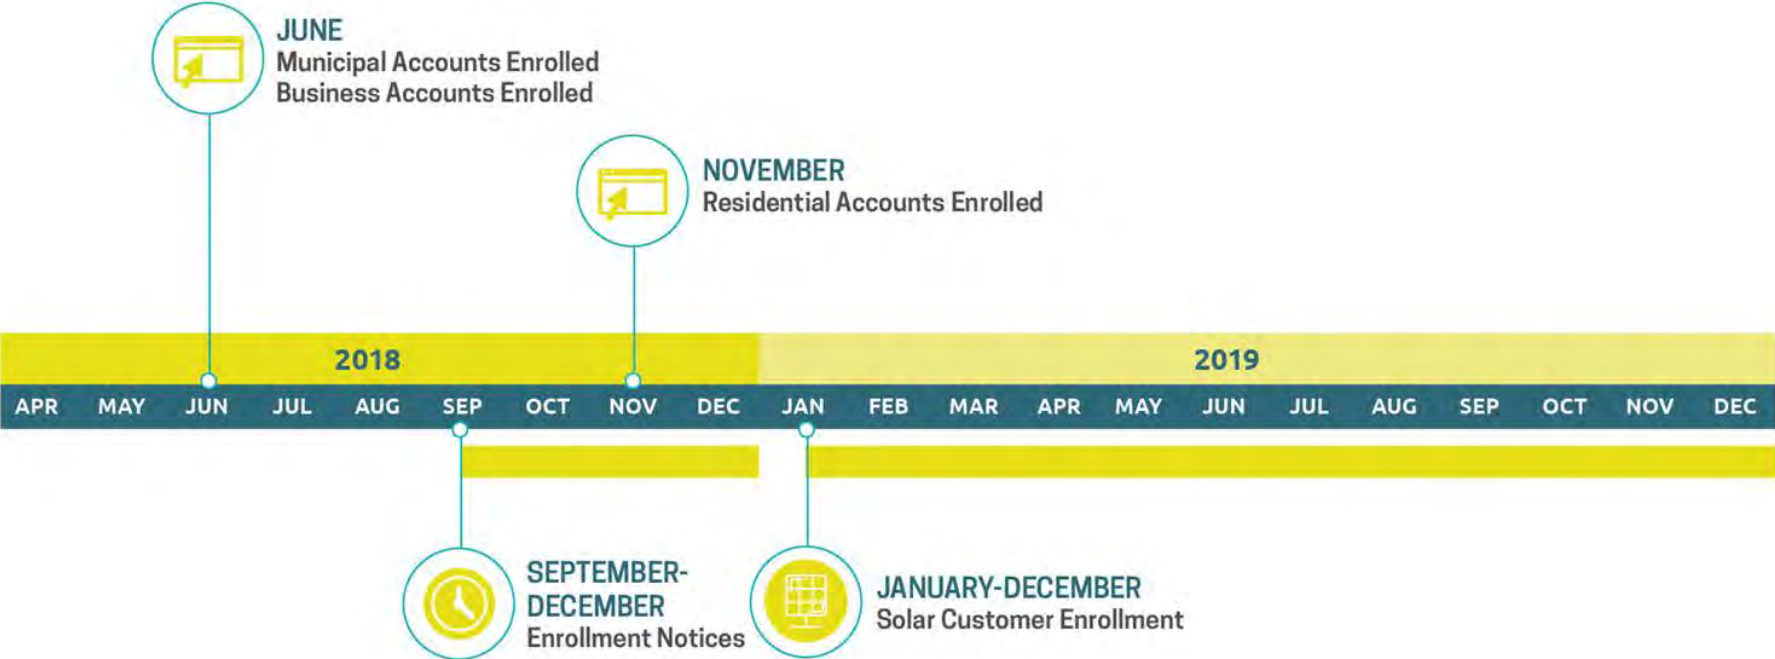 JUNE
Municipal Accounts Enrolled
Business Accounts Enrolled
NOVEMBER
Residential Accounts Enrolled
2018 2019
APR MAY JUN JUL AUG SEP OCT NOV DEC JAN FEB MAR APR MAY JUN JUL AUG SEP OCT NOV DEC
SEPTEMBER-
DECEMBER
Enrollment Notices
JANUARY-DECEMBER
Solar Customer Enrollment